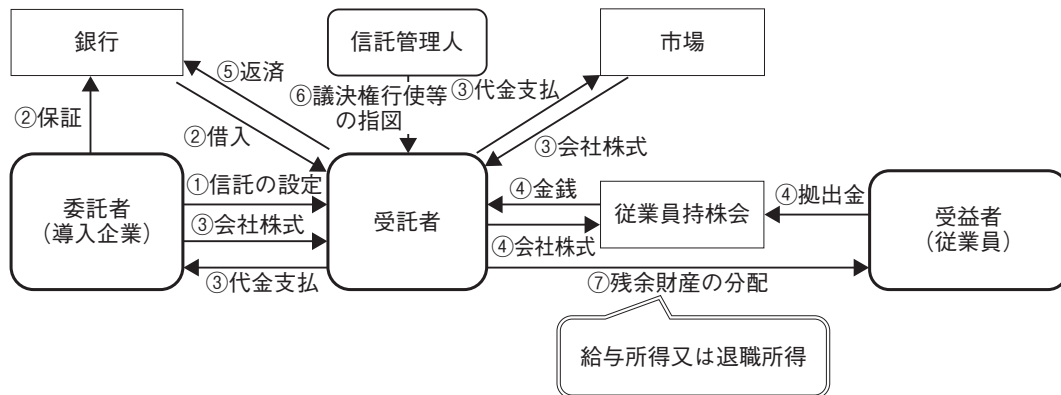 銀行
信託管理人
市場
⑤返済
⑥議決権行使等
の指図
③代金支払
②保証
②借入
③会社株式
委託者
(導入企業)
①信託の設定
③会社株式
③代金支払
受託者
④金銭
④会社株式
従業員持株会
④拠出金
受益者
(従業員)
⑦残余財産の分配
給与所得又は退職所得